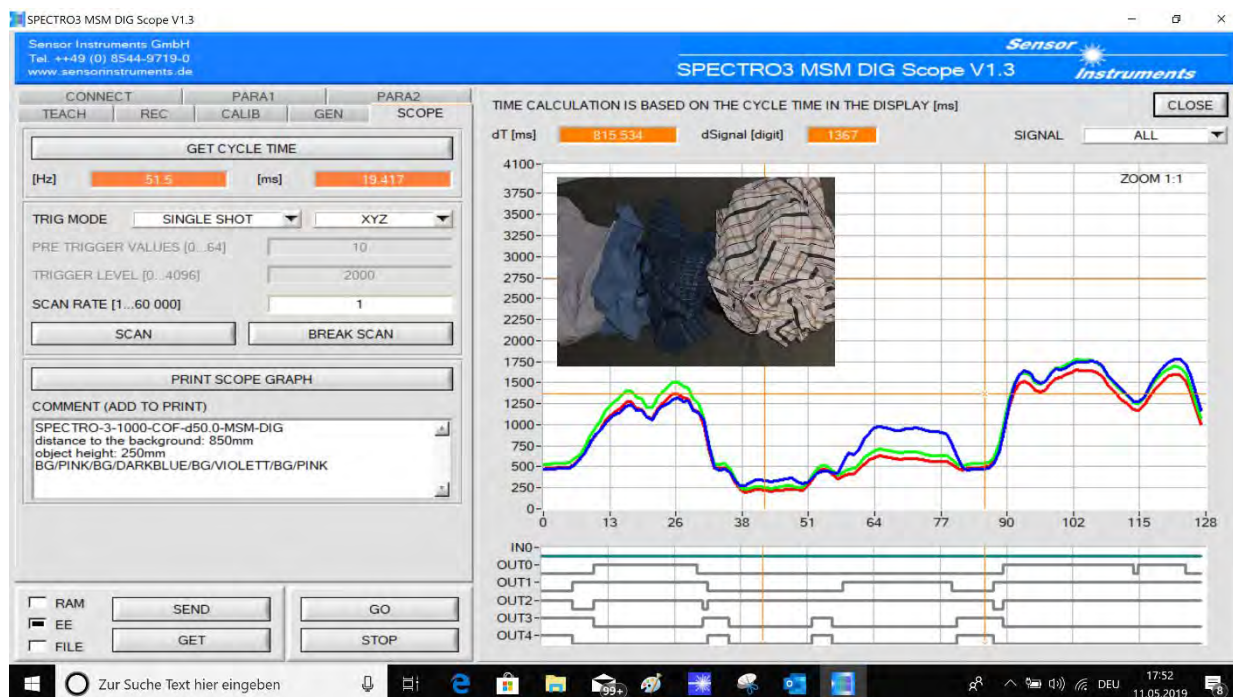 SPECTRO3 MSM DIG Scope V1.3
Sensor Instruments GmbH
Tel. ++49 (0) 8544-9719-0
www.sensorinstruments.de
Sensor
Instruments
SPECTRO3 MSM DIG Scope V1.3
CONNECT PARA1 PARA2
TEACH REC CALIB GEN SCOPE
GET CYCLE TIME
[Hz] 51.5 [ms] 19.417
TRIG MODE SINGLE SHOT XYZ
PRE TRIGGER VALUES [0...64] 10
TRIGGER LEVEL [0...4096] 2000
SCAN RATE [1...60 000] 1
SCAN BREAK SCAN
PRINT SCOPE GRAPH
COMMENT (ADD TO PRINT)
SPECTRO-3-1000-COF-d50.0-MSM-DIG
distance to the background: 850mm
object height: 250mm
BG/PINK/BG/DARKBLUE/BG/VIOLETT/BG/PINK
RAM
EE
FILE
SEND GO
GET STOP
TIME CALCULATION IS BASED ON THE CYCLE TIME IN THE DISPLAY [ms]
CLOSE
dT [ms] 815.534 dSignal [digit] 1367 SIGNAL ALL
ZOOM 1:1
4100
3750
3500
3250
3000
2750
2500
2250
2000
1750
1500
1250
1000
750
500
250
0
0 13 26 38 51 64 77 90 102 115 128
IN0
OUT0
OUT1
OUT2
OUT3
OUT4
Zur Suche Text hier eingeben
99+
DEU
17:52
11.05.2019
8